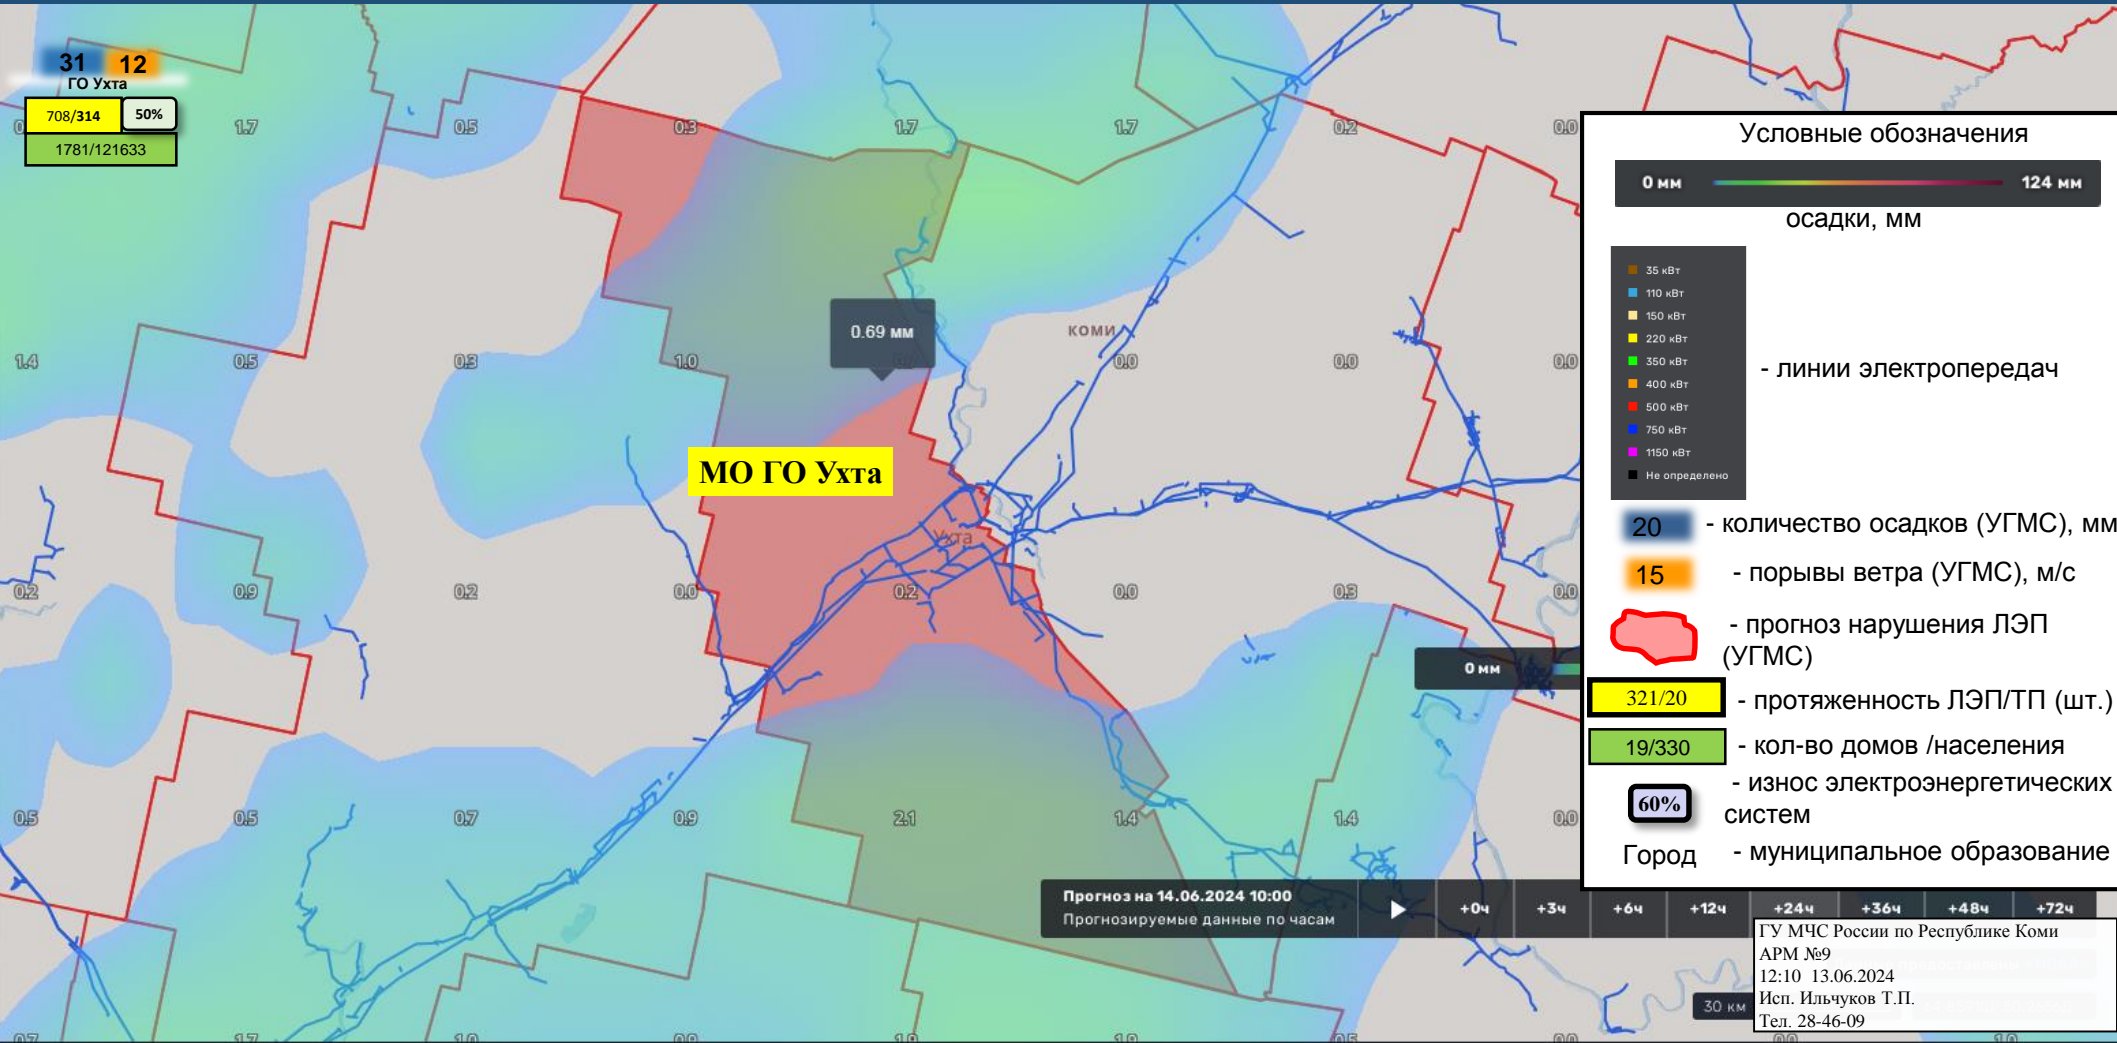 31 12
ГО Ухта
708/314 50%
1781/121633
1.7 0.5 0.3 1.7 1.7 0.2 0.0
0.69 мм
КОМИ
1.4 0.5 0.3 1.0 0.0 0.0 0.0
МО ГО Ухта
Ухта
0.2 0.9 0.2 0.0 0.2 0.0 0.3 0.0
0 мм
0.5 0.5 0.7 0.9 2.1 1.4 1.4 0.0
Прогноз на 14.06.2024 10:00
Прогнозируемые данные по часам
+0ч +3ч +6ч +12ч +24ч +36ч +48ч +72ч
30 км
Условные обозначения
0 мм 124 мм
осадки, мм
35 кВт
110 кВт
150 кВт
220 кВт
350 кВт
400 кВт
500 кВт
750 кВт
1150 кВт
Не определено
- линии электропередач
20 - количество осадков (УГМС), мм
15 - порывы ветра (УГМС), м/с
- прогноз нарушения ЛЭП
(УГМС)
321/20 - протяженность ЛЭП/ТП (шт.)
19/330 - кол-во домов /населения
60% - износ электроэнергетических
систем
Город - муниципальное образование
ГУ МЧС России по Республике Коми
АРМ №9
12:10 13.06.2024
Исп. Ильчуков Т.П.
Тел. 28-46-09